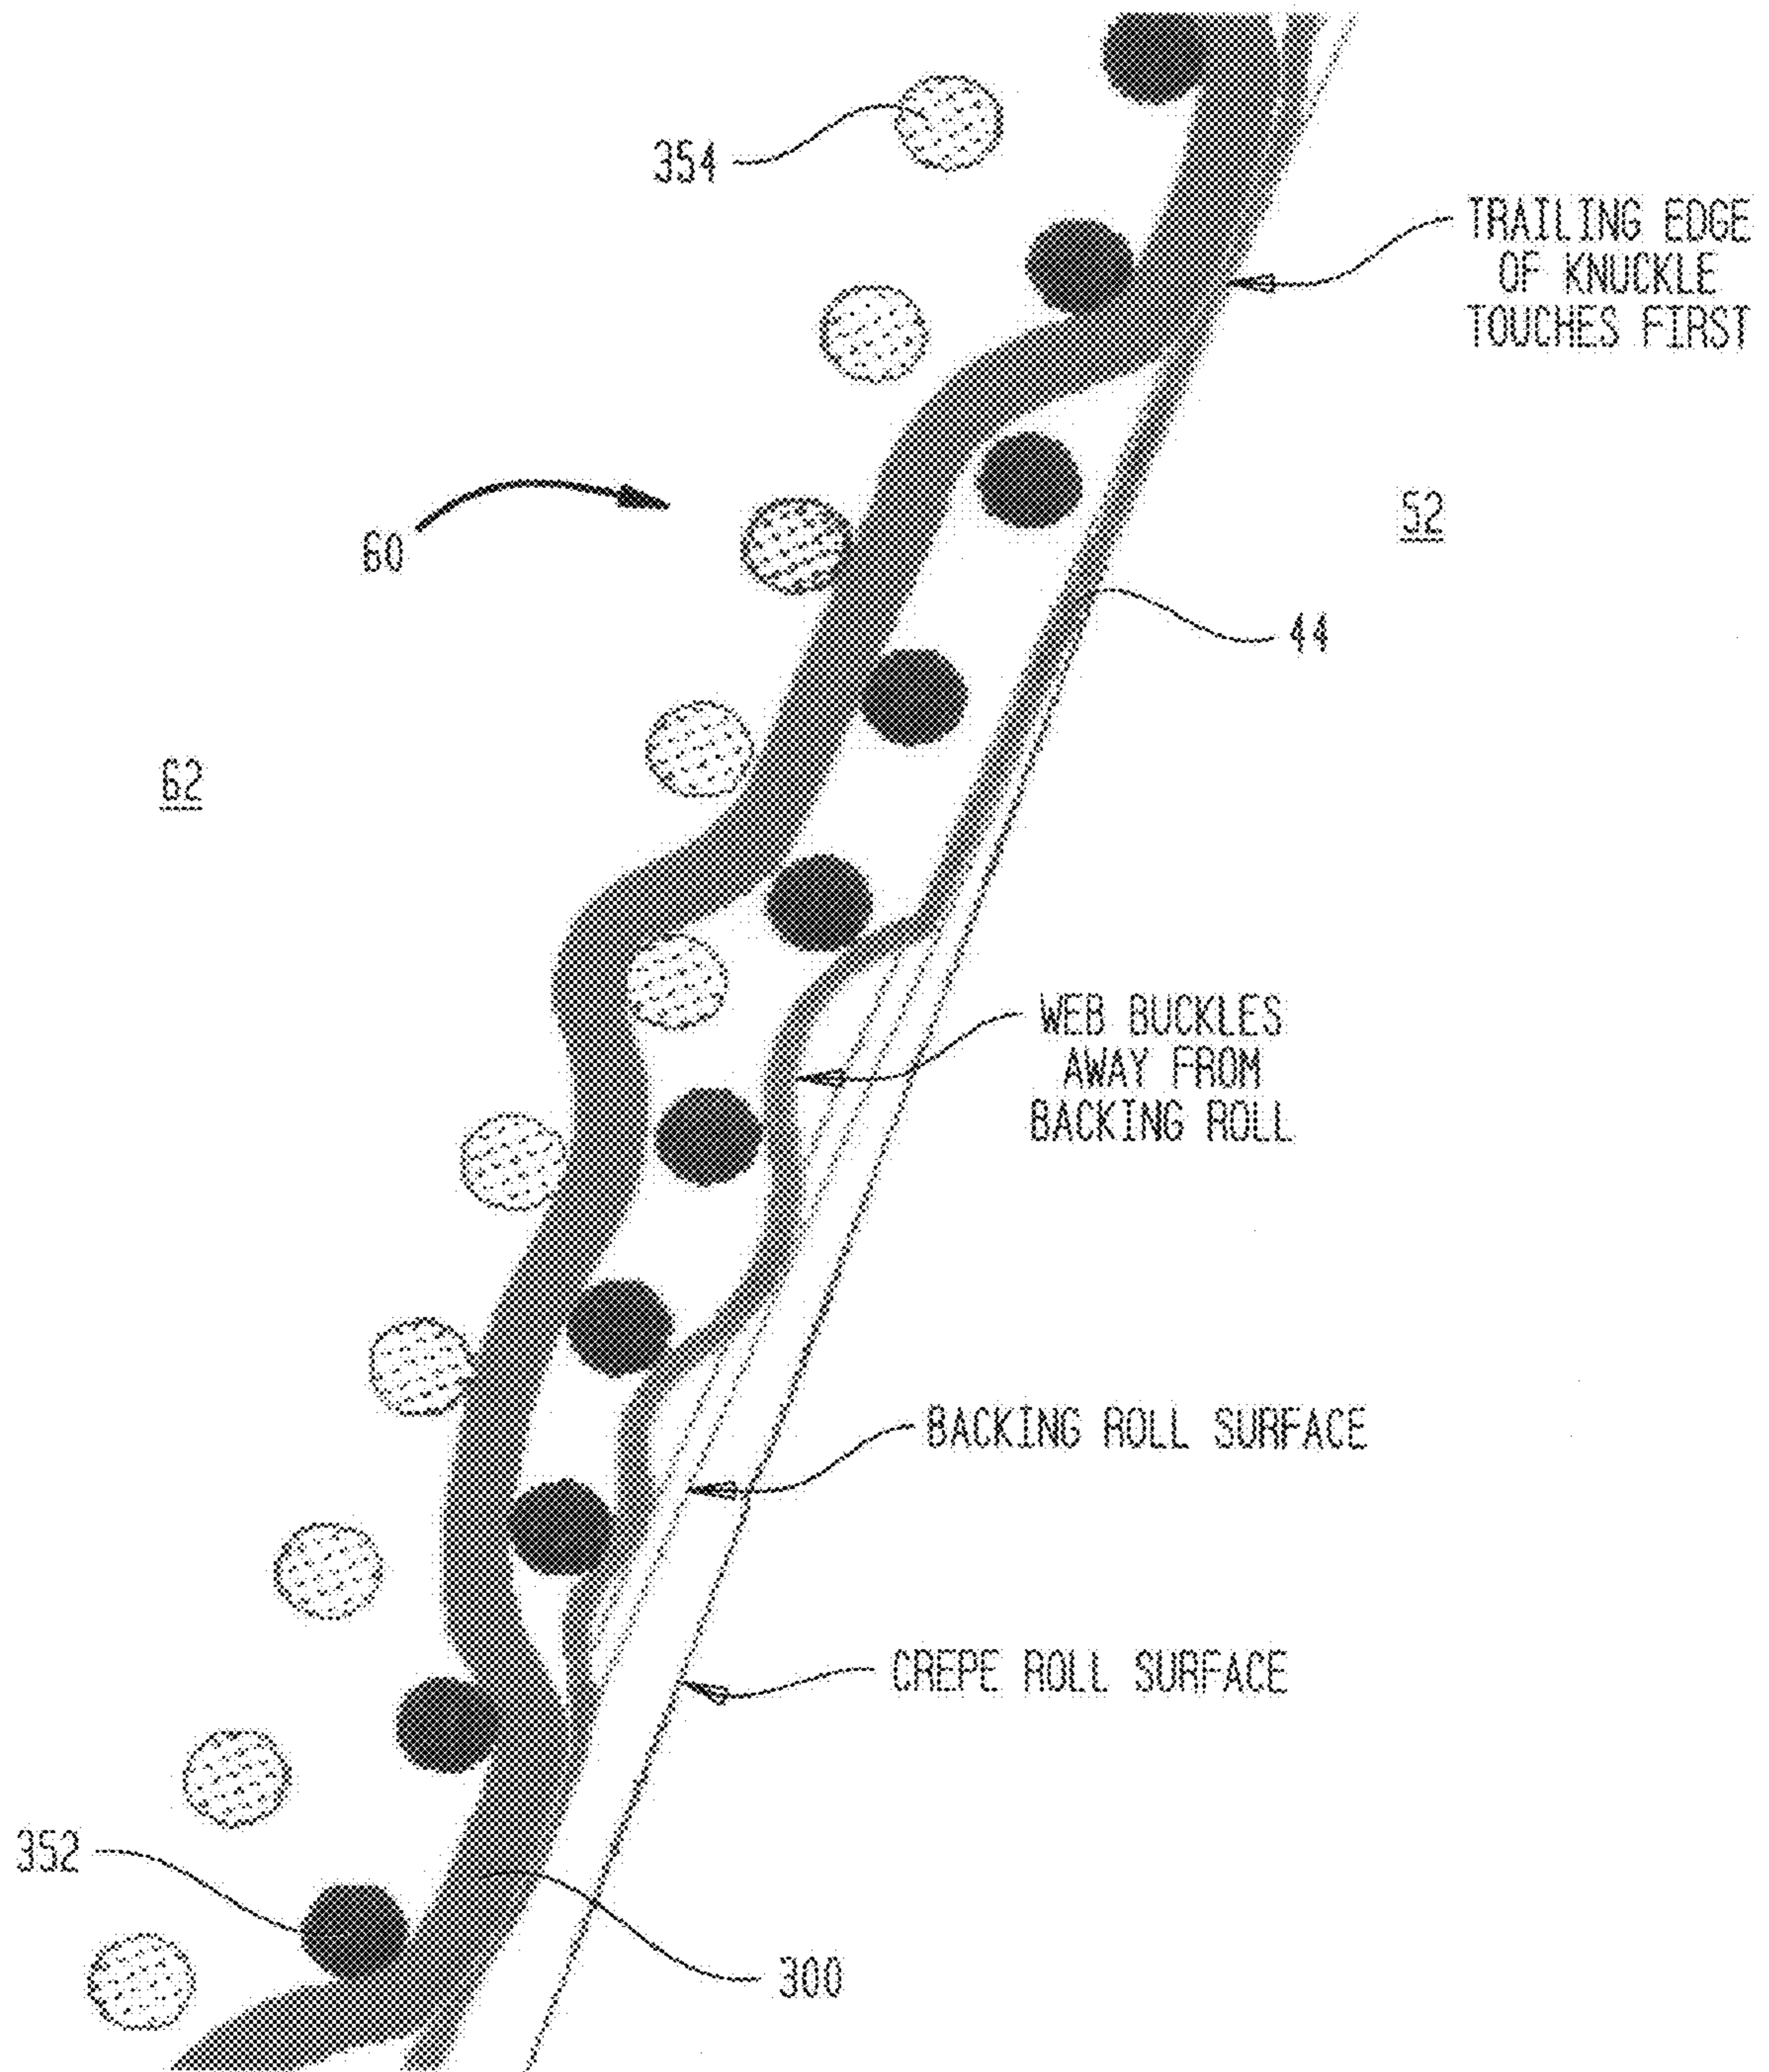 354
TRAILING EDGE
OF KNUCKLE
TOUCHES FIRST
60
52
44
62
WEB BUCKLES
AWAY FROM
BACKING ROLL
BACKING ROLL SURFACE
CREPE ROLL SURFACE
352
300